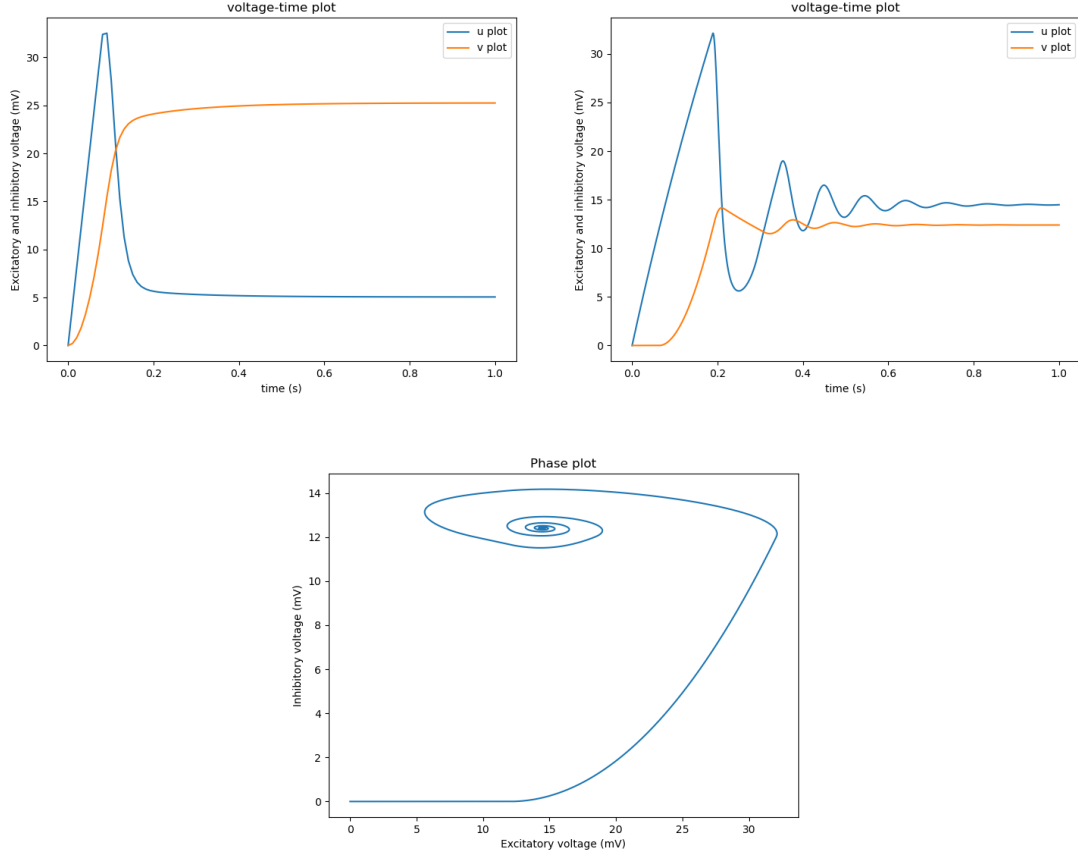 voltage-time plot
u plot
v plot
Excitatory and inhibitory voltage (mV)
30
25
20
15
10
5
0
0.0 0.2 0.4 0.6 0.8 1.0
time (s)
voltage-time plot
u plot
v plot
Excitatory and inhibitory voltage (mV)
30
25
20
15
10
5
0
0.0 0.2 0.4 0.6 0.8 1.0
time (s)
Phase plot
Inhibitory voltage (mV)
14
12
10
8
6
4
2
0
0 5 10 15 20 25 30
Excitatory voltage (mV)